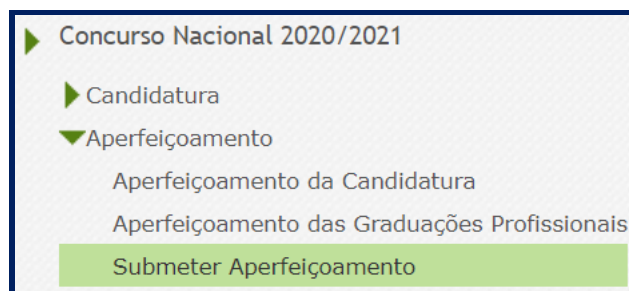 Concurso Nacional 2020/2021
Candidatura
Aperfeiçoamento
Aperfeiçoamento da Candidatura
Aperfeiçoamento das Graduações Profissionais
Submeter Aperfeiçoamento